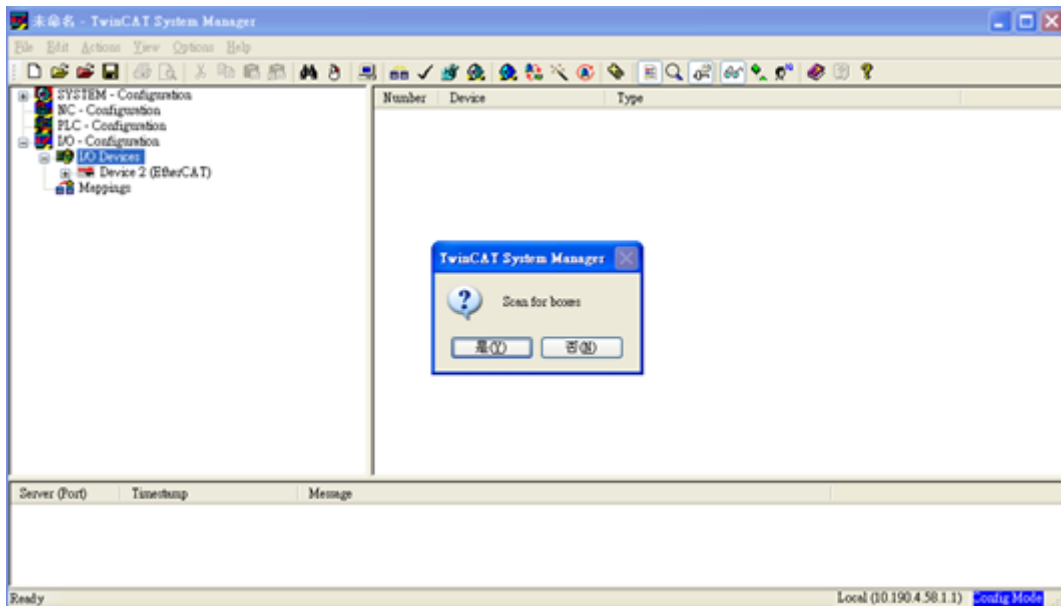 未命名 - TwinCAT System Manager
File Edit Actions View Options Help
SYSTEM - Configuration
NC - Configuration
PLC - Configuration
I/O - Configuration
I/O Devices
Device 2 (EtherCAT)
Mappings
Number Device Type
TwinCAT System Manager
Scan for boxes
是(Y) 否(N)
Server (Port) Timestamp Message
Ready Local (10.190.4.58.1.1) Config Mode